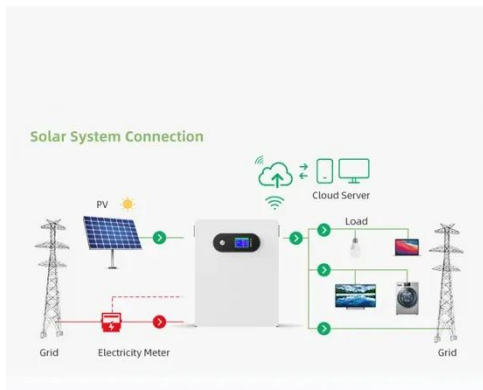 Solar System Connection
Cloud Server
PV
Load
Grid
Electricity Meter
Grid